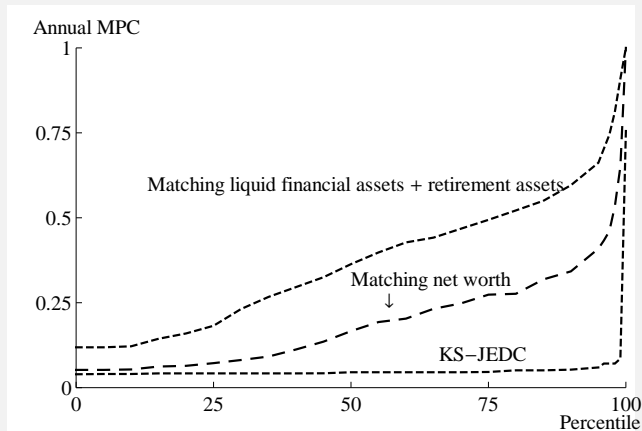 Annual MPC
1
0.75
Matching liquid financial assets + retirement assets
0.5
Matching net worth
↓
0.25
KS−JEDC
0
0 25 50 75 100
Percentile